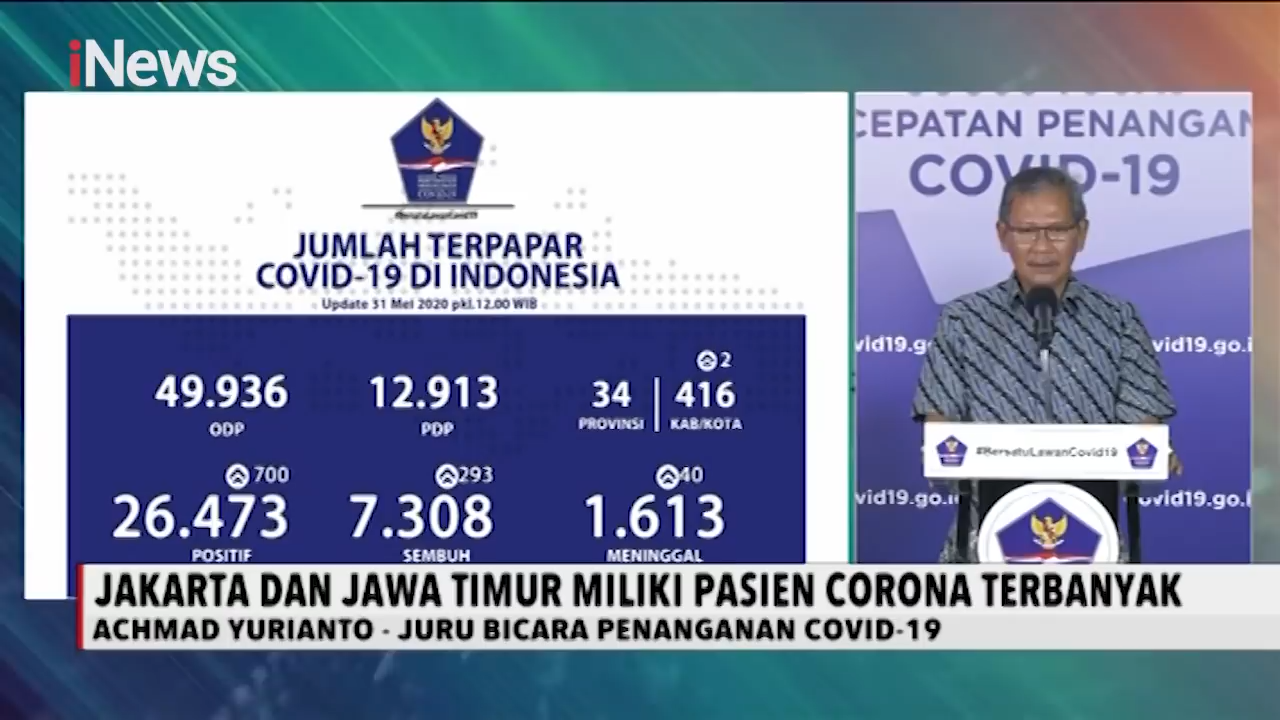 iNews
CEPATAN PENANGAN
COVID-19
#BersatuLawanCovid19
JUMLAH TERPAPAR
COVID-19 DI INDONESIA
Update 31 Mei 2020 pkl.12.00 WIB
49.936
ODP
12.913
PDP
34
PROVINSI
2
416
KAB/KOTA
700
26.473
POSITIF
293
7.308
SEMBUH
40
1.613
MENINGGAL
vid19.go.i
vid19.go.i
#BersatuLawanCovid19
vid19.go.i
ovid19.go.i
JAKARTA DAN JAWA TIMUR MILIKI PASIEN CORONA TERBANYAK
ACHMAD YURIANTO - JURU BICARA PENANGANAN COVID-19